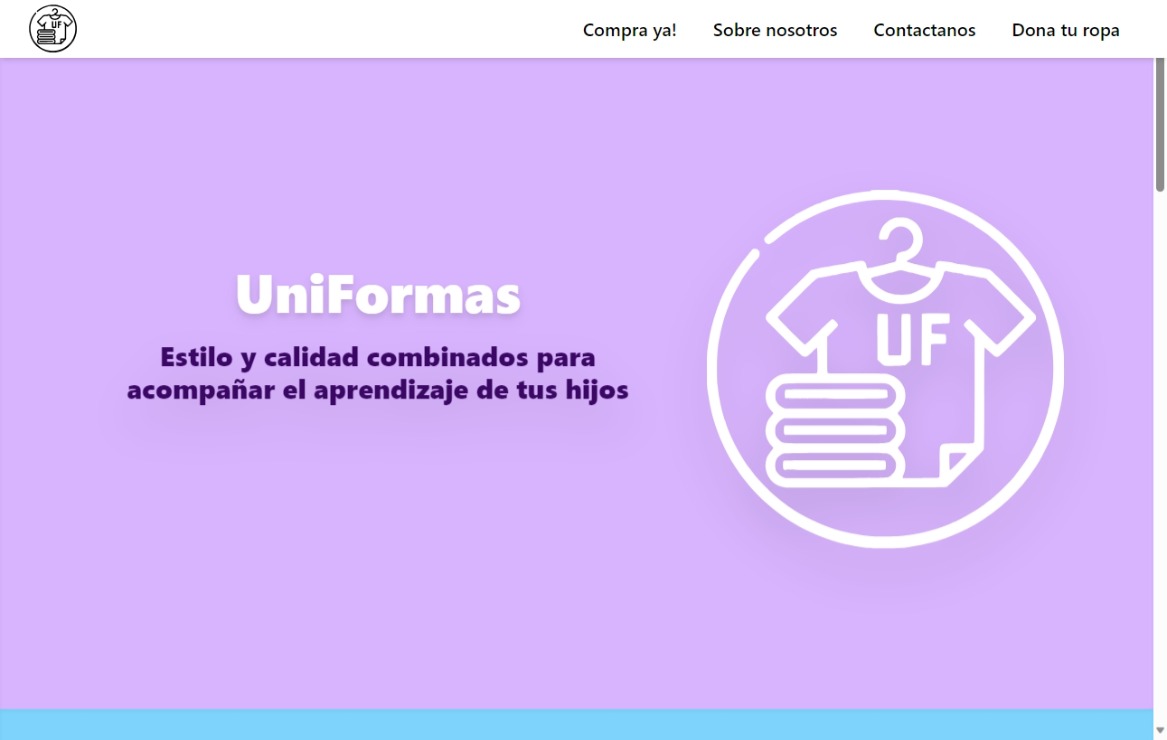 UF
Compra ya!
Sobre nosotros
Contactanos
Dona tu ropa
UniFormas
Estilo y calidad combinados para
acompañar el aprendizaje de tus hijos
UF